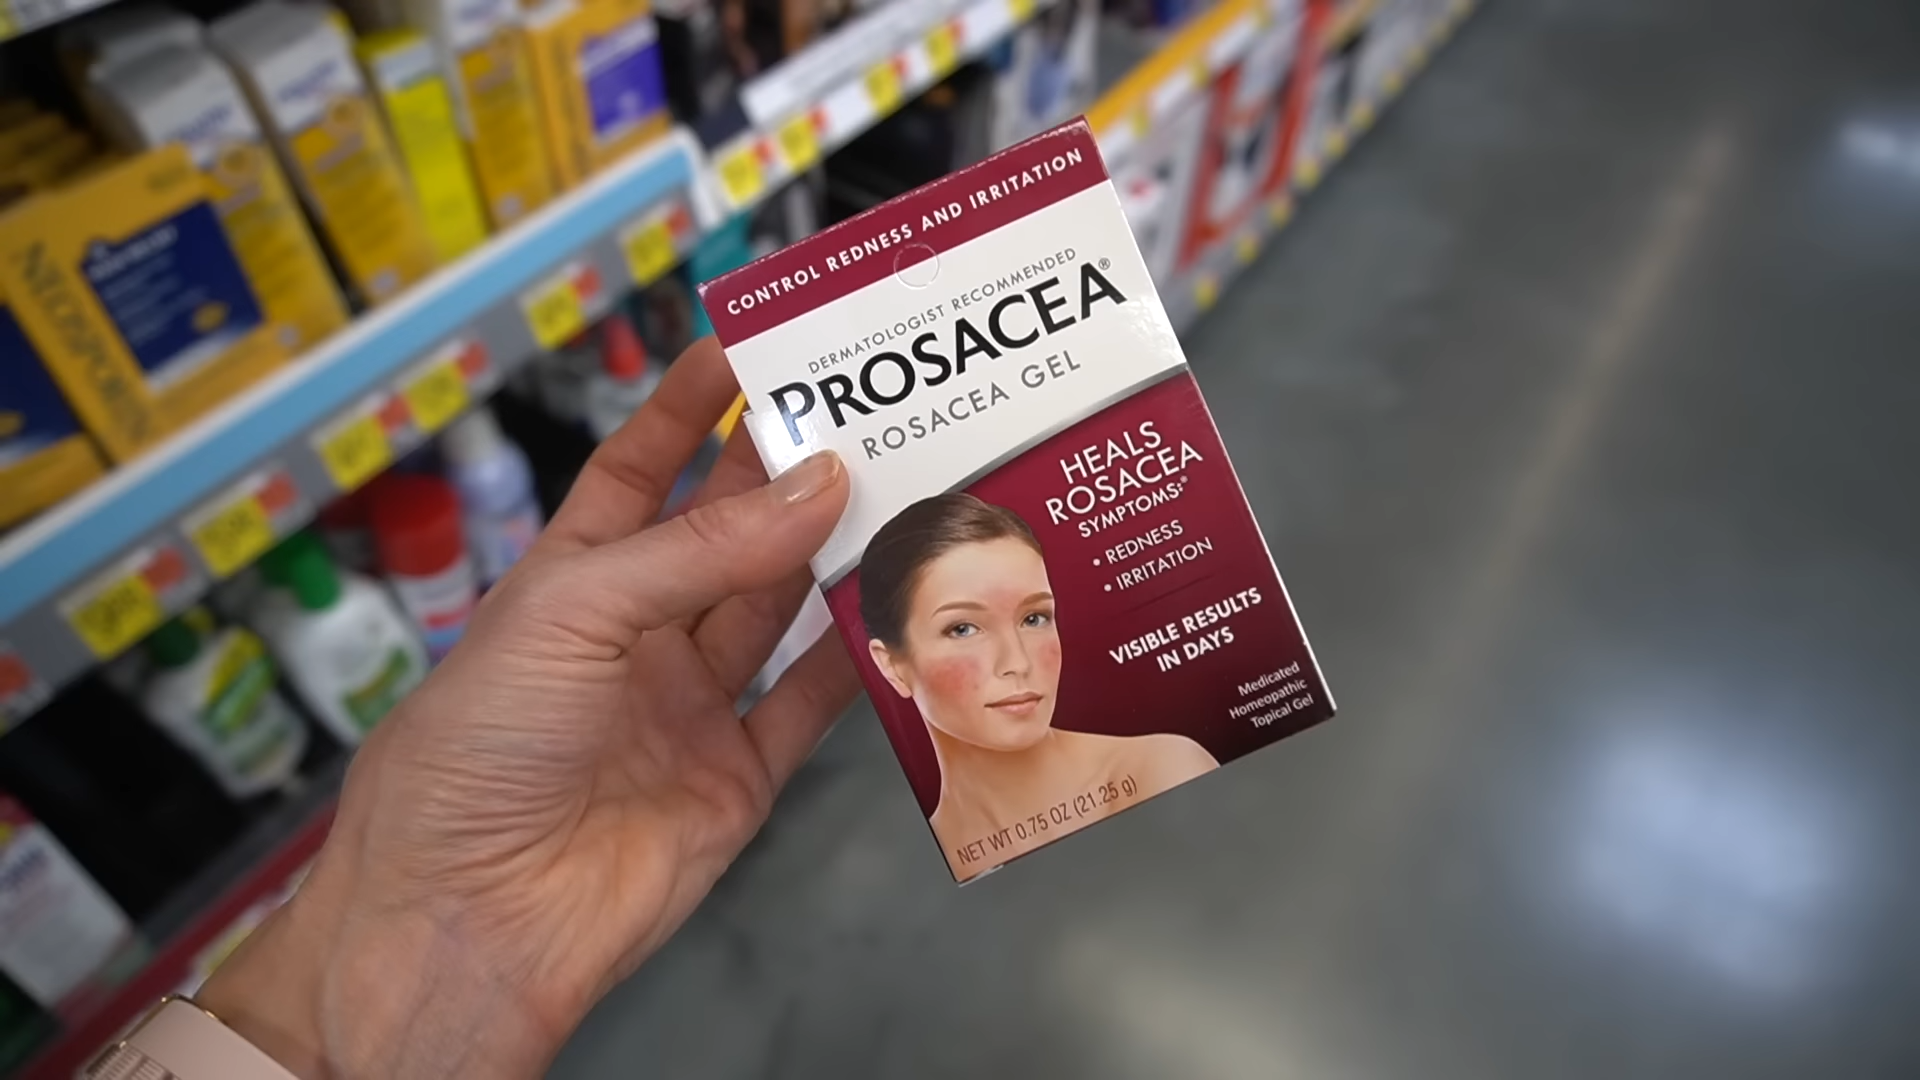 CONTROL REDNESS AND IRRITATION
DERMATOLOGIST RECOMMENDED
PROSACEA®
ROSACEA GEL
HEALS
ROSACEA
SYMPTOMS:*
• REDNESS
• IRRITATION
VISIBLE RESULTS
IN DAYS
Medicated
Homeopathic
Topical Gel
NET WT 0.75 OZ (21.25 g)
NEOSPORIN